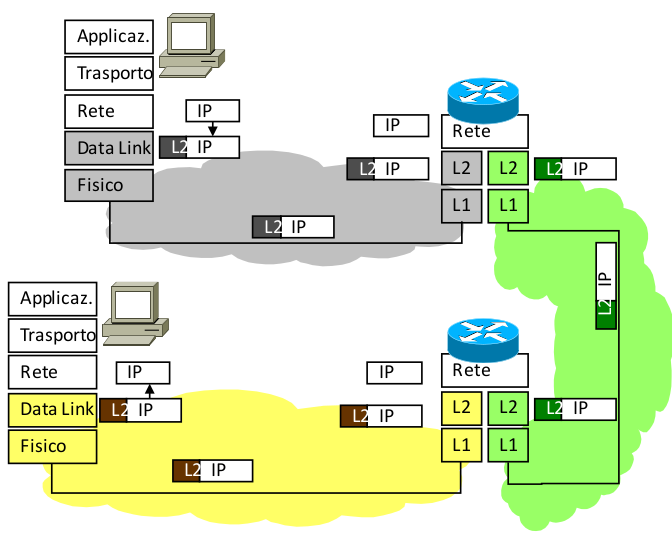 Applicaz.
Trasporto
Rete
Data Link
Fisico
IP
L2 IP
L2 IP
IP
L2 IP
Rete
L2 L2
L1 L1
L2 IP
L2 IP
Applicaz.
Trasporto
Rete
Data Link
Fisico
IP
L2 IP
L2 IP
IP
L2 IP
Rete
L2 L2
L1 L1
L2 IP